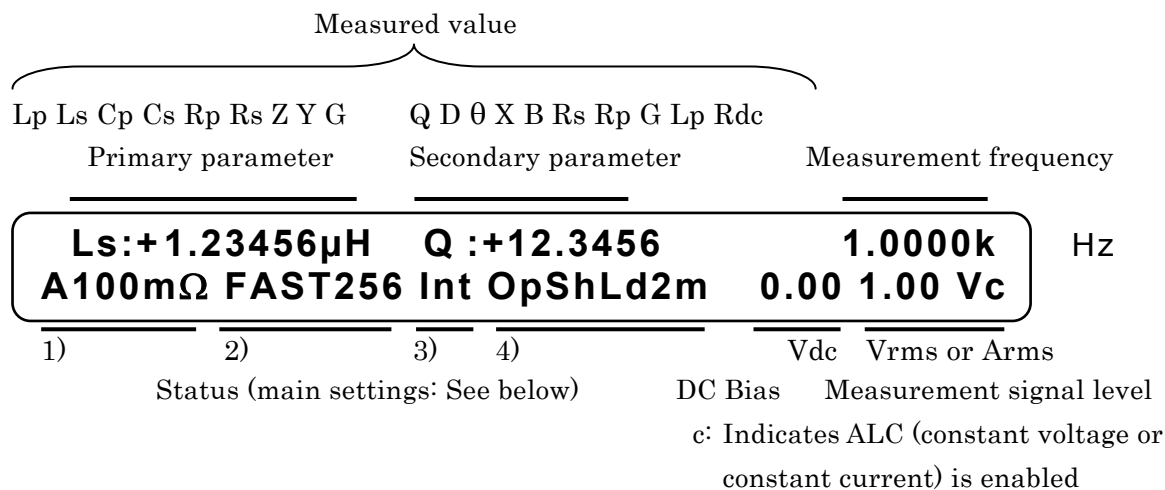 Measured value
Lp Ls Cp Cs Rp Rs Z Y G Q D θ X B Rs Rp G Lp Rdc
Primary parameter Secondary parameter Measurement frequency
Ls:+1.23456µH Q :+12.3456 1.0000k Hz
A100mΩ FAST256 Int OpShLd2m 0.00 1.00 Vc
1) 2) 3) 4) Vdc Vrms or Arms
Status (main settings: See below) DC Bias Measurement signal level
c: Indicates ALC (constant voltage or
constant current) is enabled